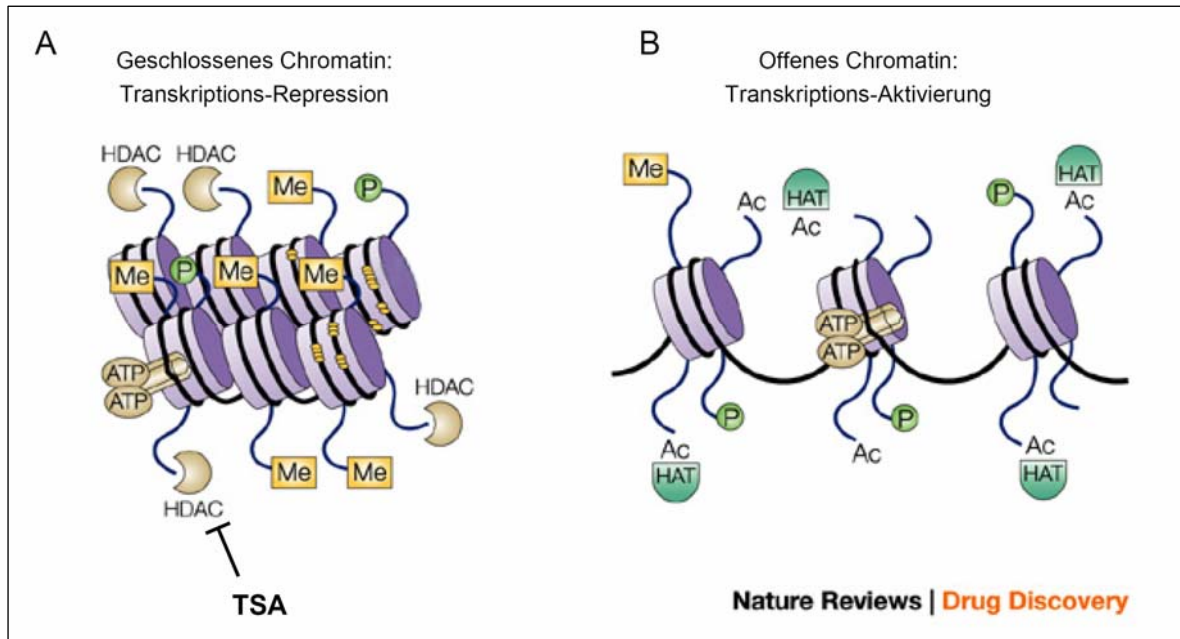 A
Geschlossenes Chromatin:
Transkriptions-Repression
HDAC HDAC
Me
P
Me
P
Me
Me
ATP
ATP
HDAC
Me
Me
HDAC
TSA
B
Offenes Chromatin:
Transkriptions-Aktivierung
Me
Ac
HAT
Ac
P
HAT
Ac
ATP
ATP
P
P
Ac
HAT
Ac
Ac
HAT
Nature Reviews | Drug Discovery